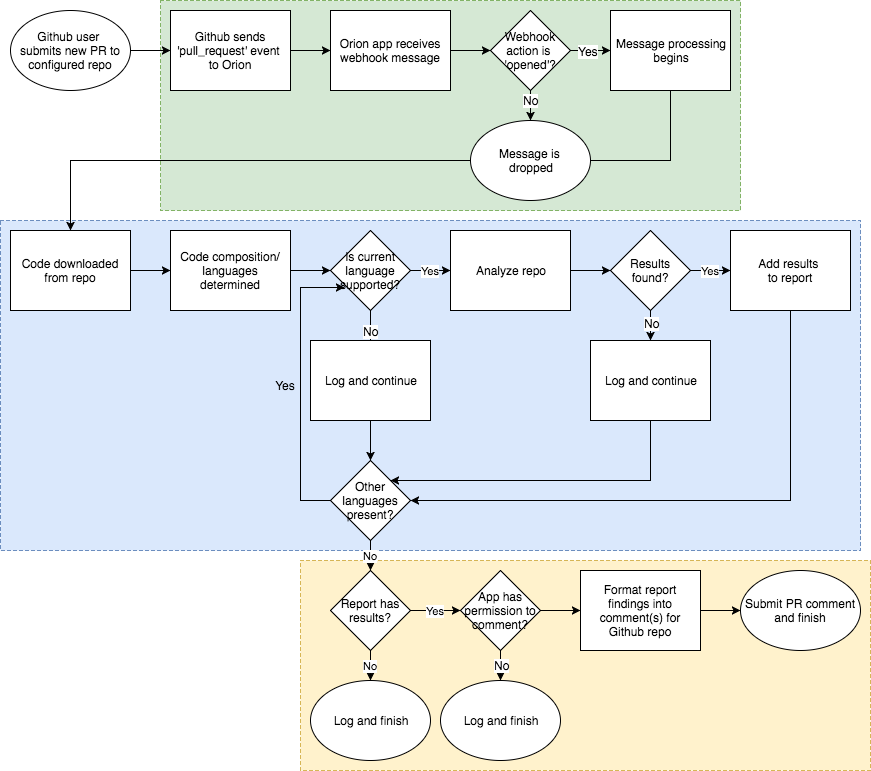 Github user
submits new PR to
configured repo
Github sends
'pull_request' event
to Orion
Orion app receives
webhook message
Webhook
action is
'opened'?
Yes
Message processing
begins
No
Message is
dropped
Code downloaded
from repo
Code composition/
languages
determined
Is current
language
supported?
Yes
Analyze repo
Results
found?
Yes
Add results
to report
No
Log and continue
No
Log and continue
Yes
Other
languages
present?
No
Report has
results?
Yes
App has
permission to
comment?
Format report
findings into
comment(s) for
Github repo
Submit PR comment
and finish
No
Log and finish
No
Log and finish